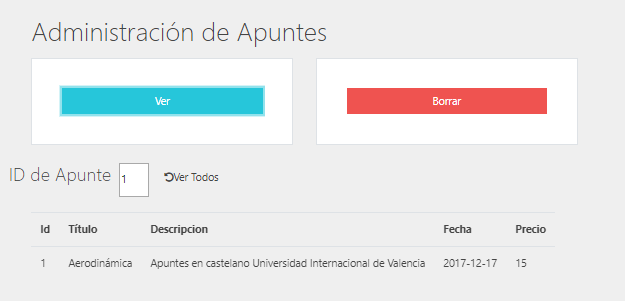 Administración de Apuntes
Ver Borrar
ID de Apunte 1 Ver Todos
Id Título Descripcion Fecha Precio
1 Aerodinámica Apuntes en castelano Universidad Internacional de Valencia 2017-12-17 15